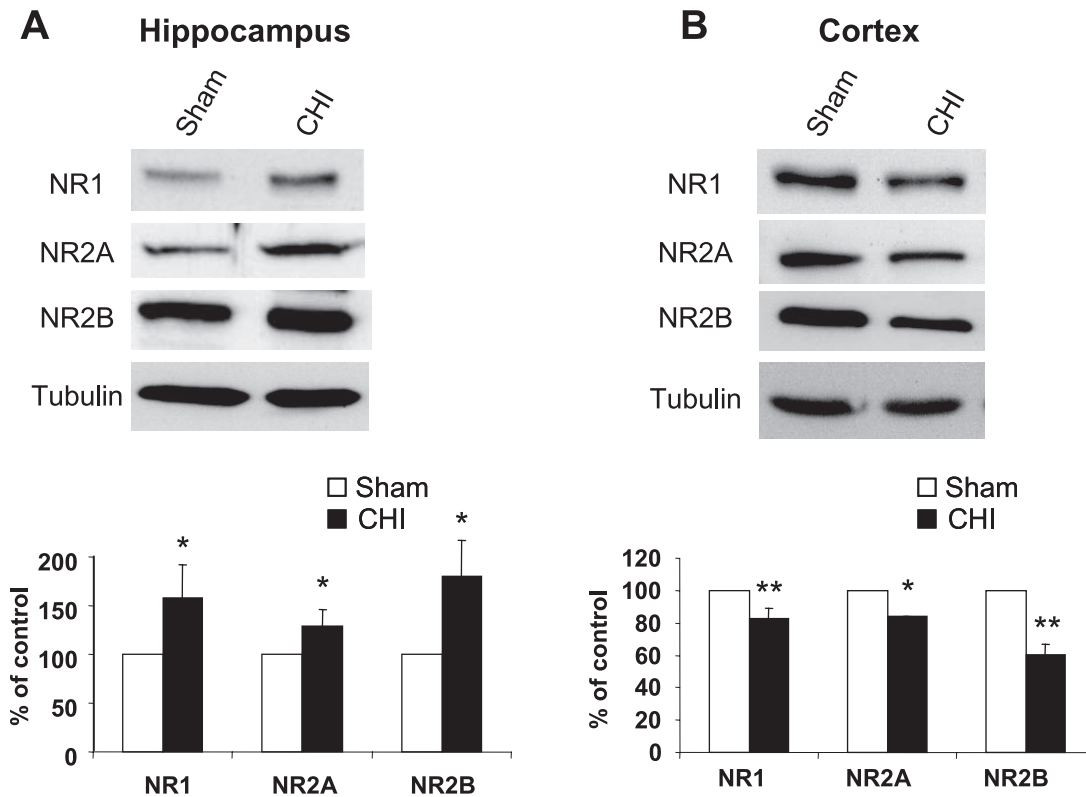 A Hippocampus
Sham CHI
NR1
NR2A
NR2B
Tubulin
Sham
CHI
% of control
200
150
100
50
0
*
*
*
NR1 NR2A NR2B
B Cortex
Sham CHI
NR1
NR2A
NR2B
Tubulin
Sham
CHI
% of control
120
100
80
60
40
20
0
**
*
**
NR1 NR2A NR2B